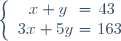 x + y = 43
3x + 5y = 163